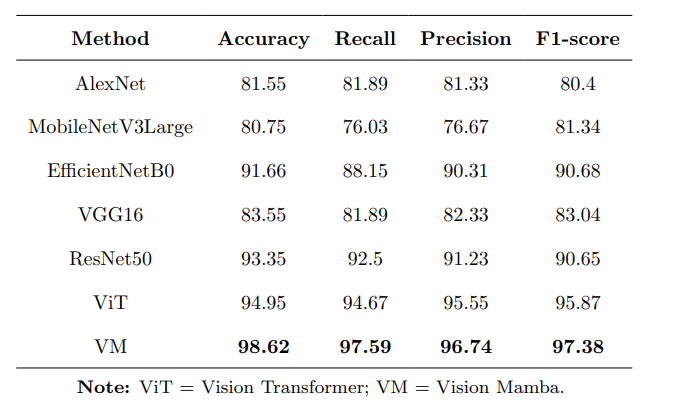 Method Accuracy Recall Precision F1-score
AlexNet 81.55 81.89 81.33 80.4
MobileNetV3Large 80.75 76.03 76.67 81.34
EfficientNetB0 91.66 88.15 90.31 90.68
VGG16 83.55 81.89 82.33 83.04
ResNet50 93.35 92.5 91.23 90.65
ViT 94.95 94.67 95.55 95.87
VM 98.62 97.59 96.74 97.38
Note: ViT = Vision Transformer; VM = Vision Mamba.